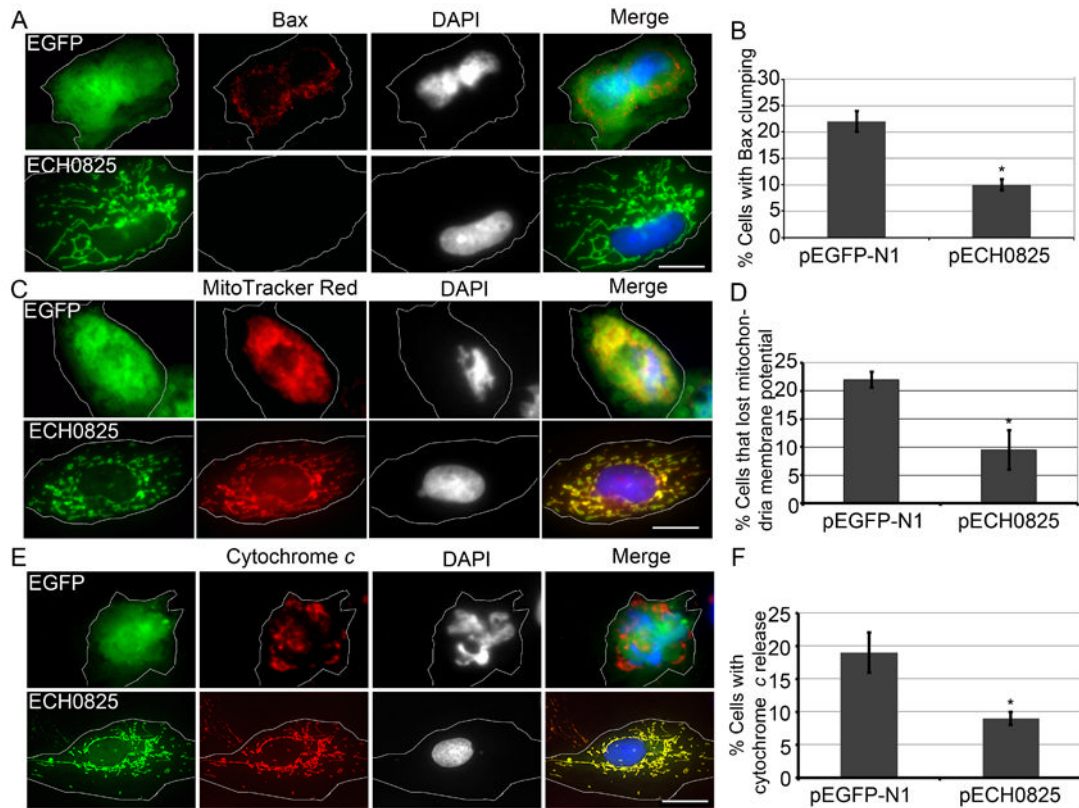 A
Bax
DAPI
Merge
EGFP
ECH0825
B
% Cells with Bax clumping
30
25
20
15
10
5
0
*
pEGFP-N1
pECH0825
C
MitoTracker Red
DAPI
Merge
EGFP
ECH0825
D
% Cells that lost mitochon-
dria membrane potential
25
20
15
10
5
0
*
pEGFP-N1
pECH0825
E
Cytochrome c
DAPI
Merge
EGFP
ECH0825
F
% Cells with
cytochrome c release
25
20
15
10
5
0
*
pEGFP-N1
pECH0825